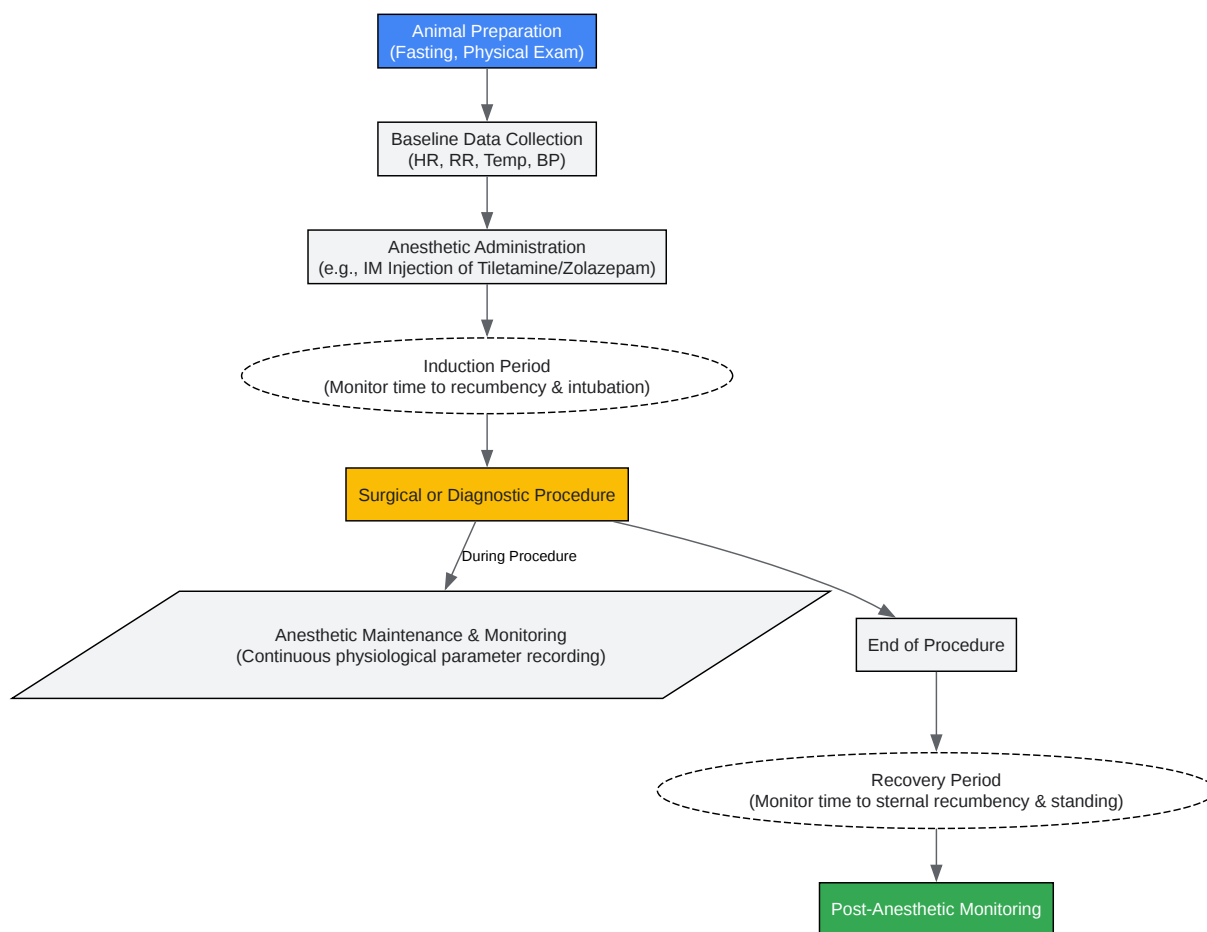 Animal Preparation
(Fasting, Physical Exam)
Baseline Data Collection
(HR, RR, Temp, BP)
Anesthetic Administration
(e.g., IM Injection of Tiletamine/Zolazepam)
Induction Period
(Monitor time to recumbency & intubation)
Surgical or Diagnostic Procedure
During Procedure
Anesthetic Maintenance & Monitoring
(Continuous physiological parameter recording)
End of Procedure
Recovery Period
(Monitor time to sternal recumbency & standing)
Post-Anesthetic Monitoring